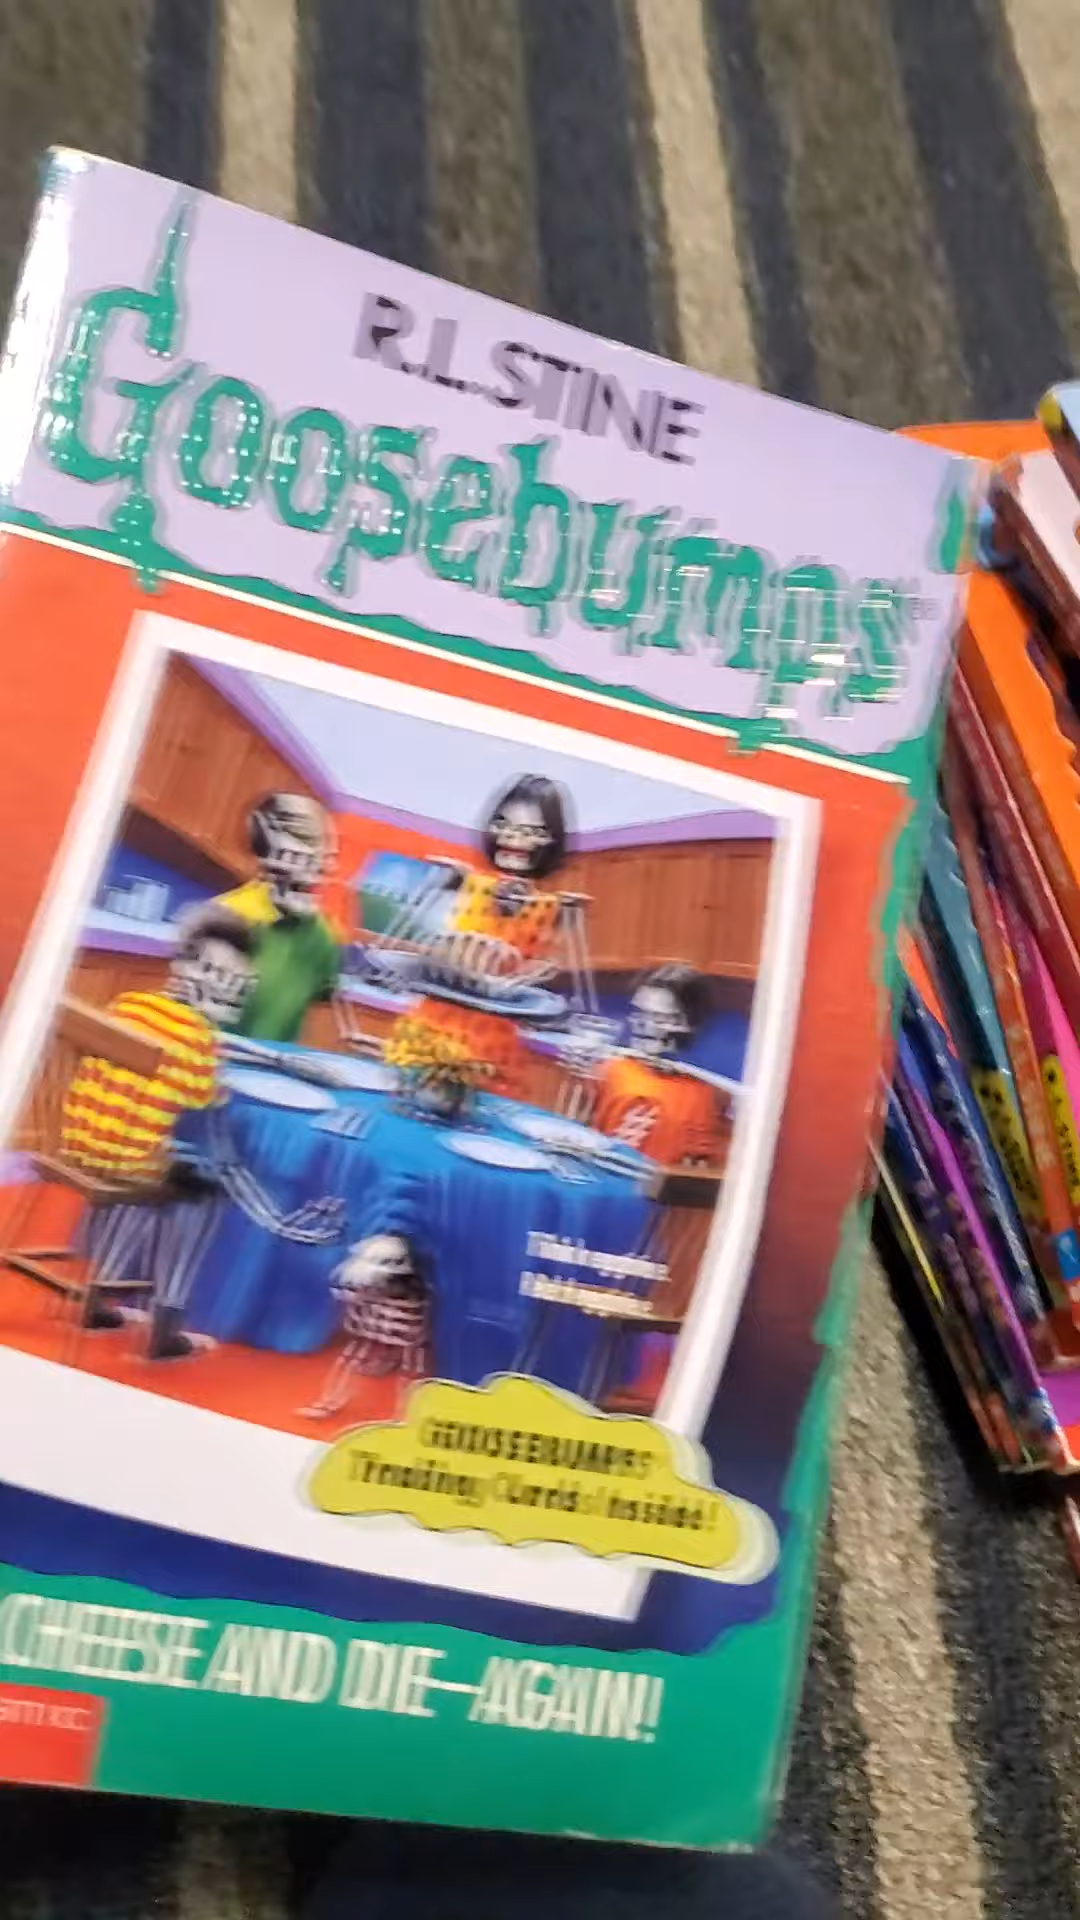 R.L. STINE
Goosebumps
GOOSEBUMPS
Trading Cards Inside!
CHEESE AND DIE—AGAIN!